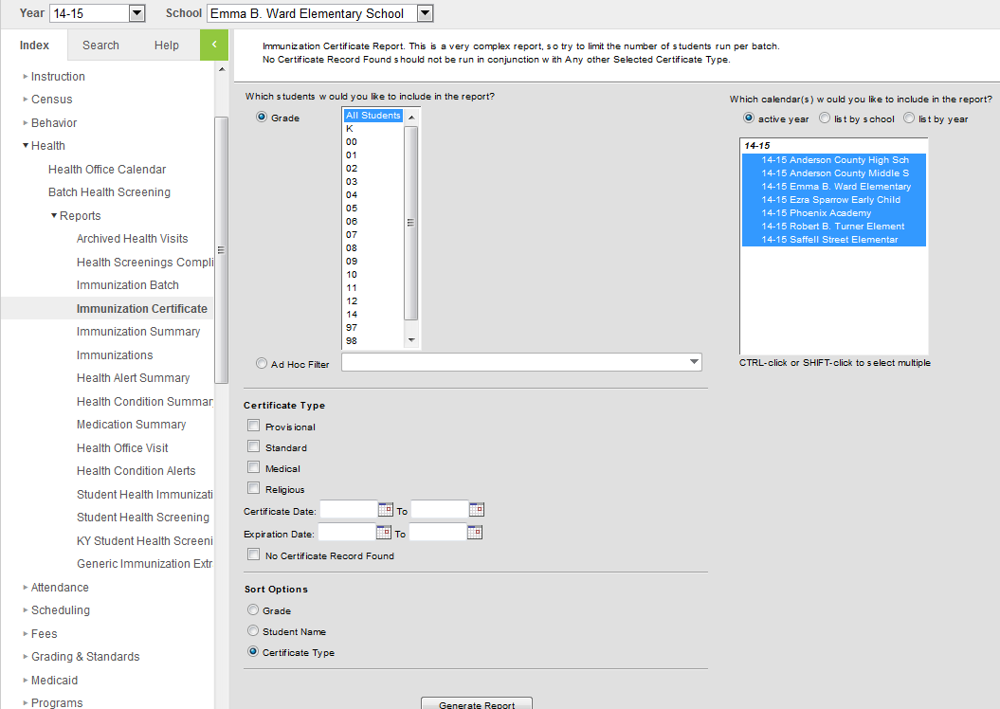 Year 14-15 School Emma B. Ward Elementary School
Index Search Help
Instruction
Census
Behavior
Health
Health Office Calendar
Batch Health Screening
Reports
Archived Health Visits
Health Screenings Compli
Immunization Batch
Immunization Certificate
Immunization Summary
Immunizations
Health Alert Summary
Health Condition Summar
Medication Summary
Health Office Visit
Health Condition Alerts
Student Health Immunizati
Student Health Screening
KY Student Health Screeni
Generic Immunization Extr
Attendance
Scheduling
Fees
Grading & Standards
Medicaid
Programs
Immunization Certificate Report. This is a very complex report, so try to limit the number of students run per batch.
No Certificate Record Found should not be run in conjunction with Any other Selected Certificate Type.
Which students would you like to include in the report?
Grade
All Students
K
00
01
02
03
04
05
06
07
08
09
10
11
12
14
97
98
Ad Hoc Filter
Which calendar(s) would you like to include in the report?
active year list by school list by year
14-15
14-15 Anderson County High Sch
14-15 Anderson County Middle S
14-15 Emma B. Ward Elementary
14-15 Ezra Sparrow Early Child
14-15 Phoenix Academy
14-15 Robert B. Turner Element
14-15 Saffell Street Elementar
CTRL-click or SHIFT-click to select multiple
Certificate Type
Provisional
Standard
Medical
Religious
Certificate Date: To
Expiration Date: To
No Certificate Record Found
Sort Options
Grade
Student Name
Certificate Type
Generate Report